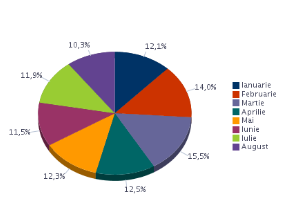 10,3%
12,1%
11,9%
14,0%
11,5%
15,5%
12,3%
12,5%
Ianuarie
Februarie
Martie
Aprilie
Mai
Iunie
Iulie
August